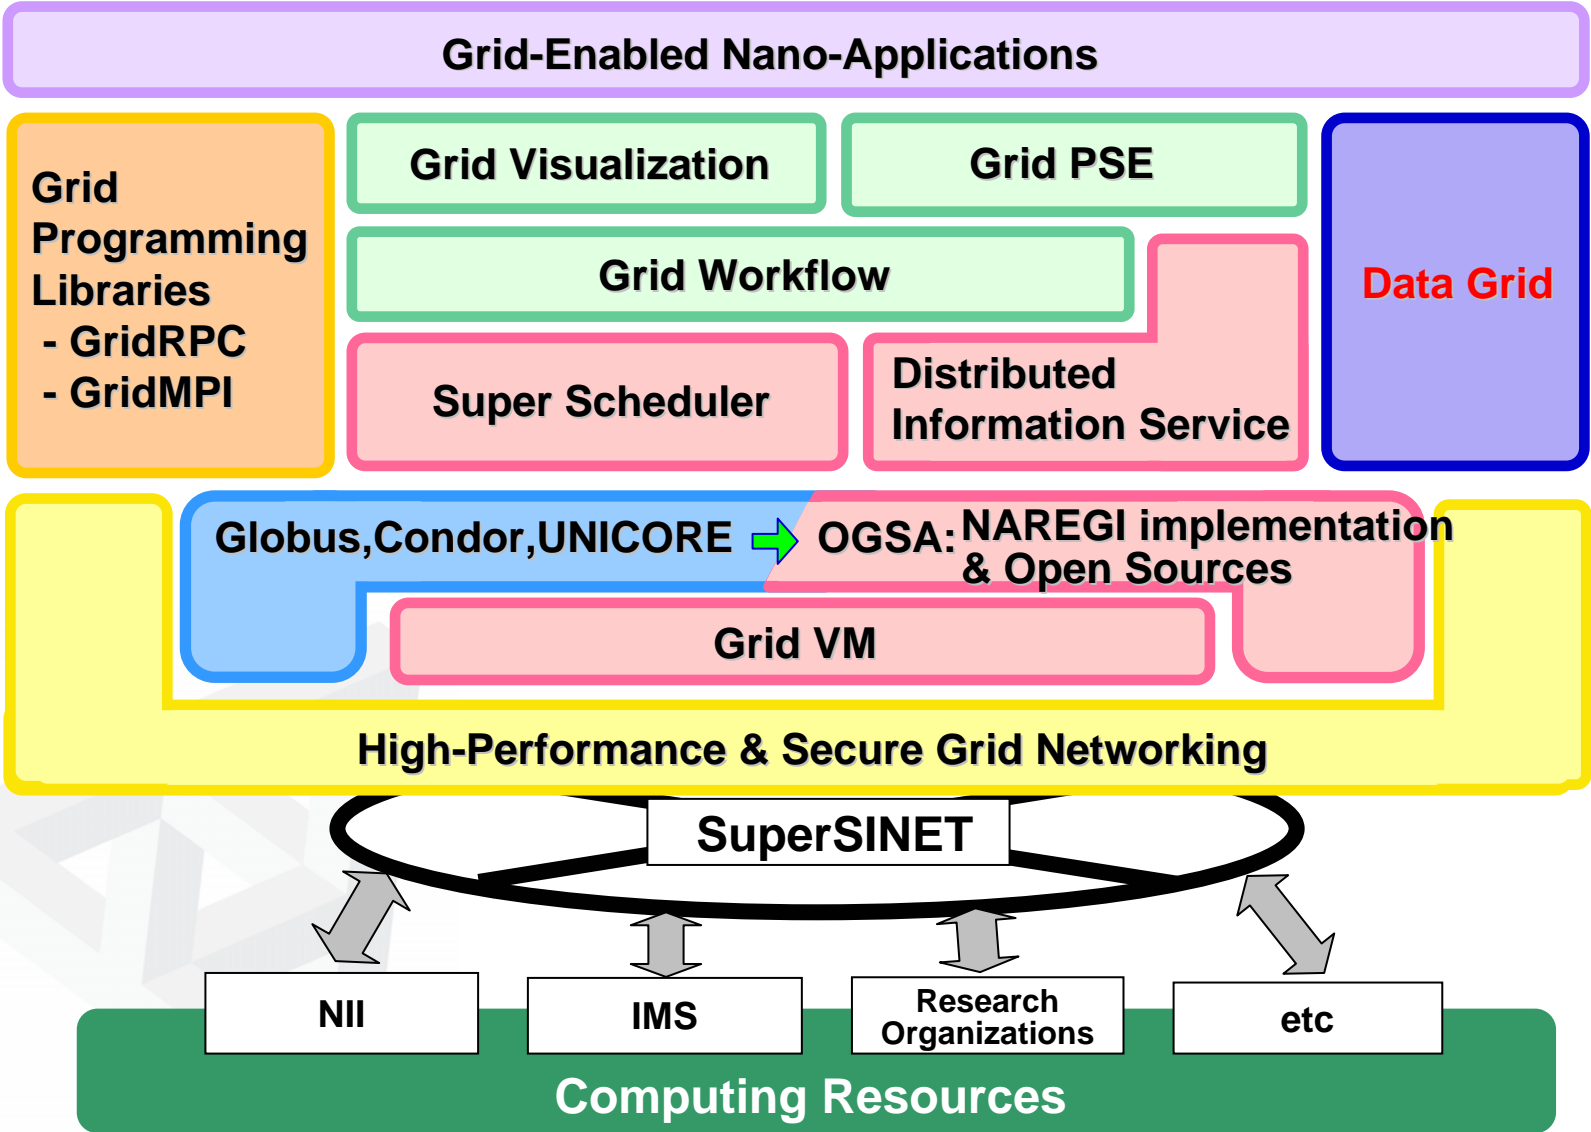 Grid-Enabled Nano-Applications
Grid
Programming
Libraries
- GridRPC
- GridMPI
Grid Visualization
Grid PSE
Grid Workflow
Super Scheduler
Distributed
Information Service
Data Grid
Globus,Condor,UNICORE
OGSA: NAREGI implementation
& Open Sources
Grid VM
High-Performance & Secure Grid Networking
SuperSINET
NII
IMS
Research
Organizations
etc
Computing Resources